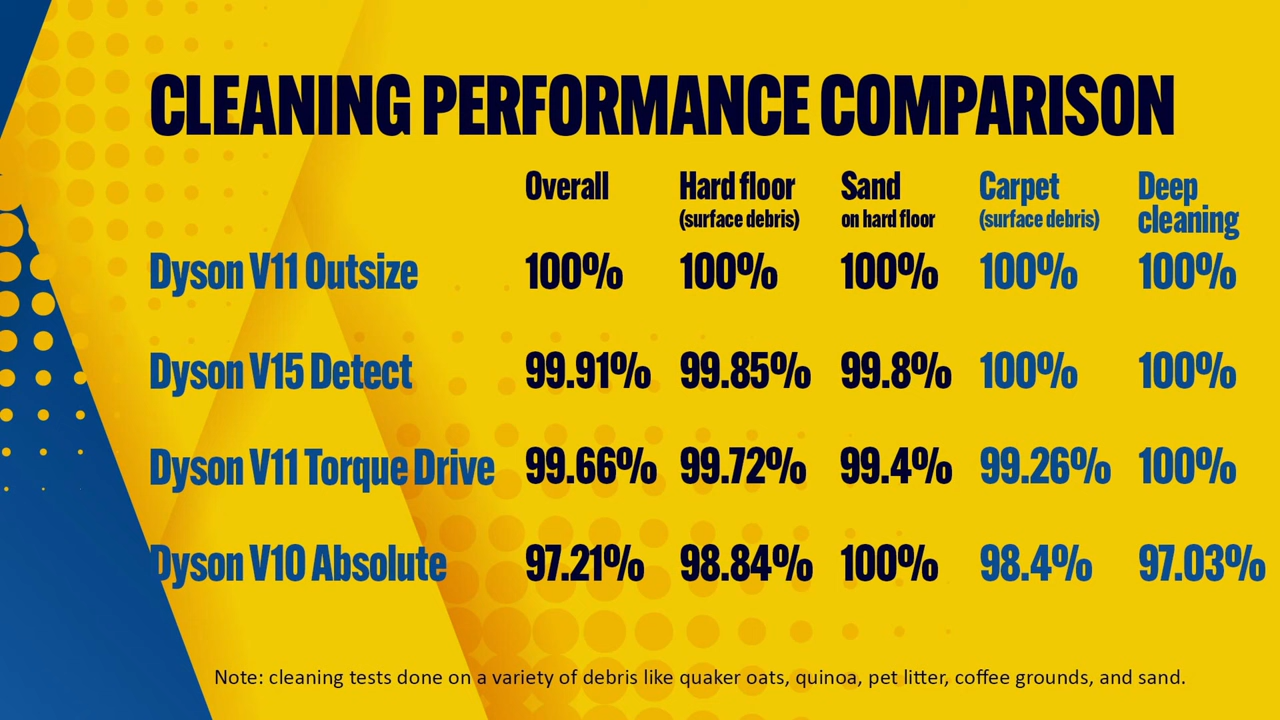 CLEANING PERFORMANCE COMPARISON
Overall Hard floor Sand Carpet Deep
(surface debris) on hard floor (surface debris) cleaning
Dyson V11 Outsize 100% 100% 100% 100% 100%
Dyson V15 Detect 99.91% 99.85% 99.8% 100% 100%
Dyson V11 Torque Drive 99.66% 99.72% 99.4% 99.26% 100%
Dyson V10 Absolute 97.21% 98.84% 100% 98.4% 97.03%
Note: cleaning tests done on a variety of debris like quaker oats, quinoa, pet litter, coffee grounds, and sand.